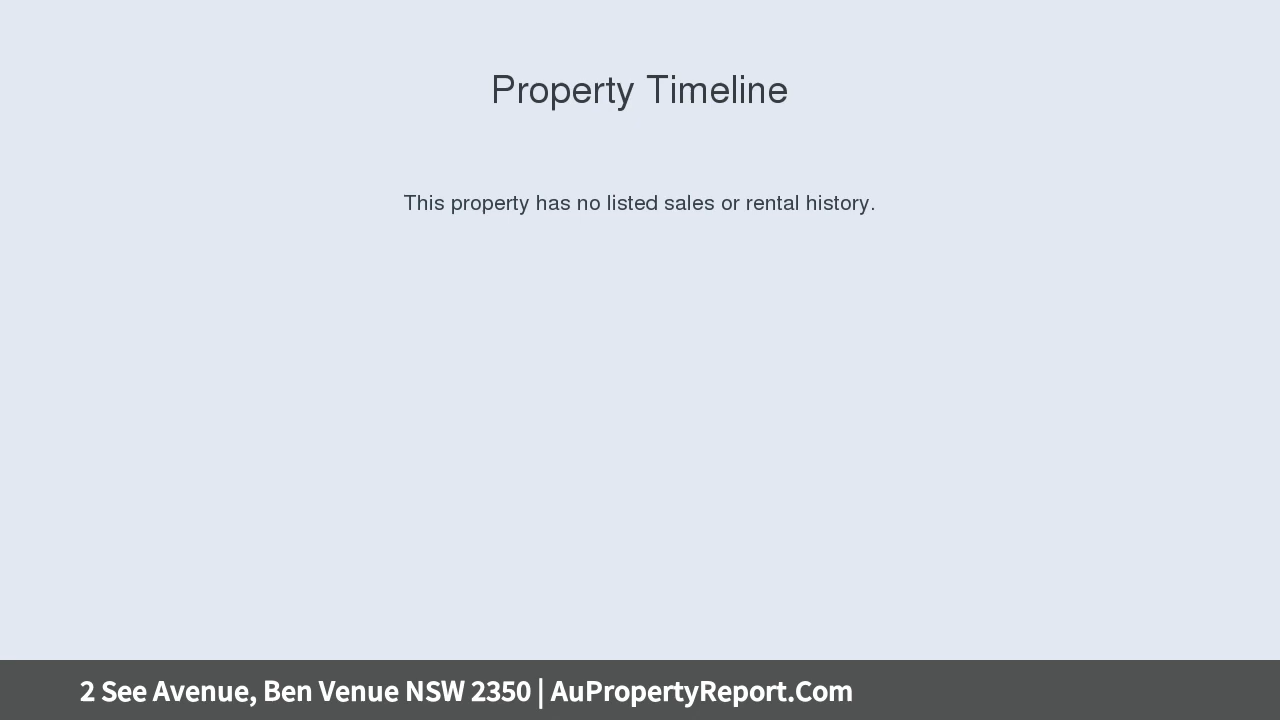 Property Timeline
This property has no listed sales or rental history.
2 See Avenue, Ben Venue NSW 2350 | AuPropertyReport.Com